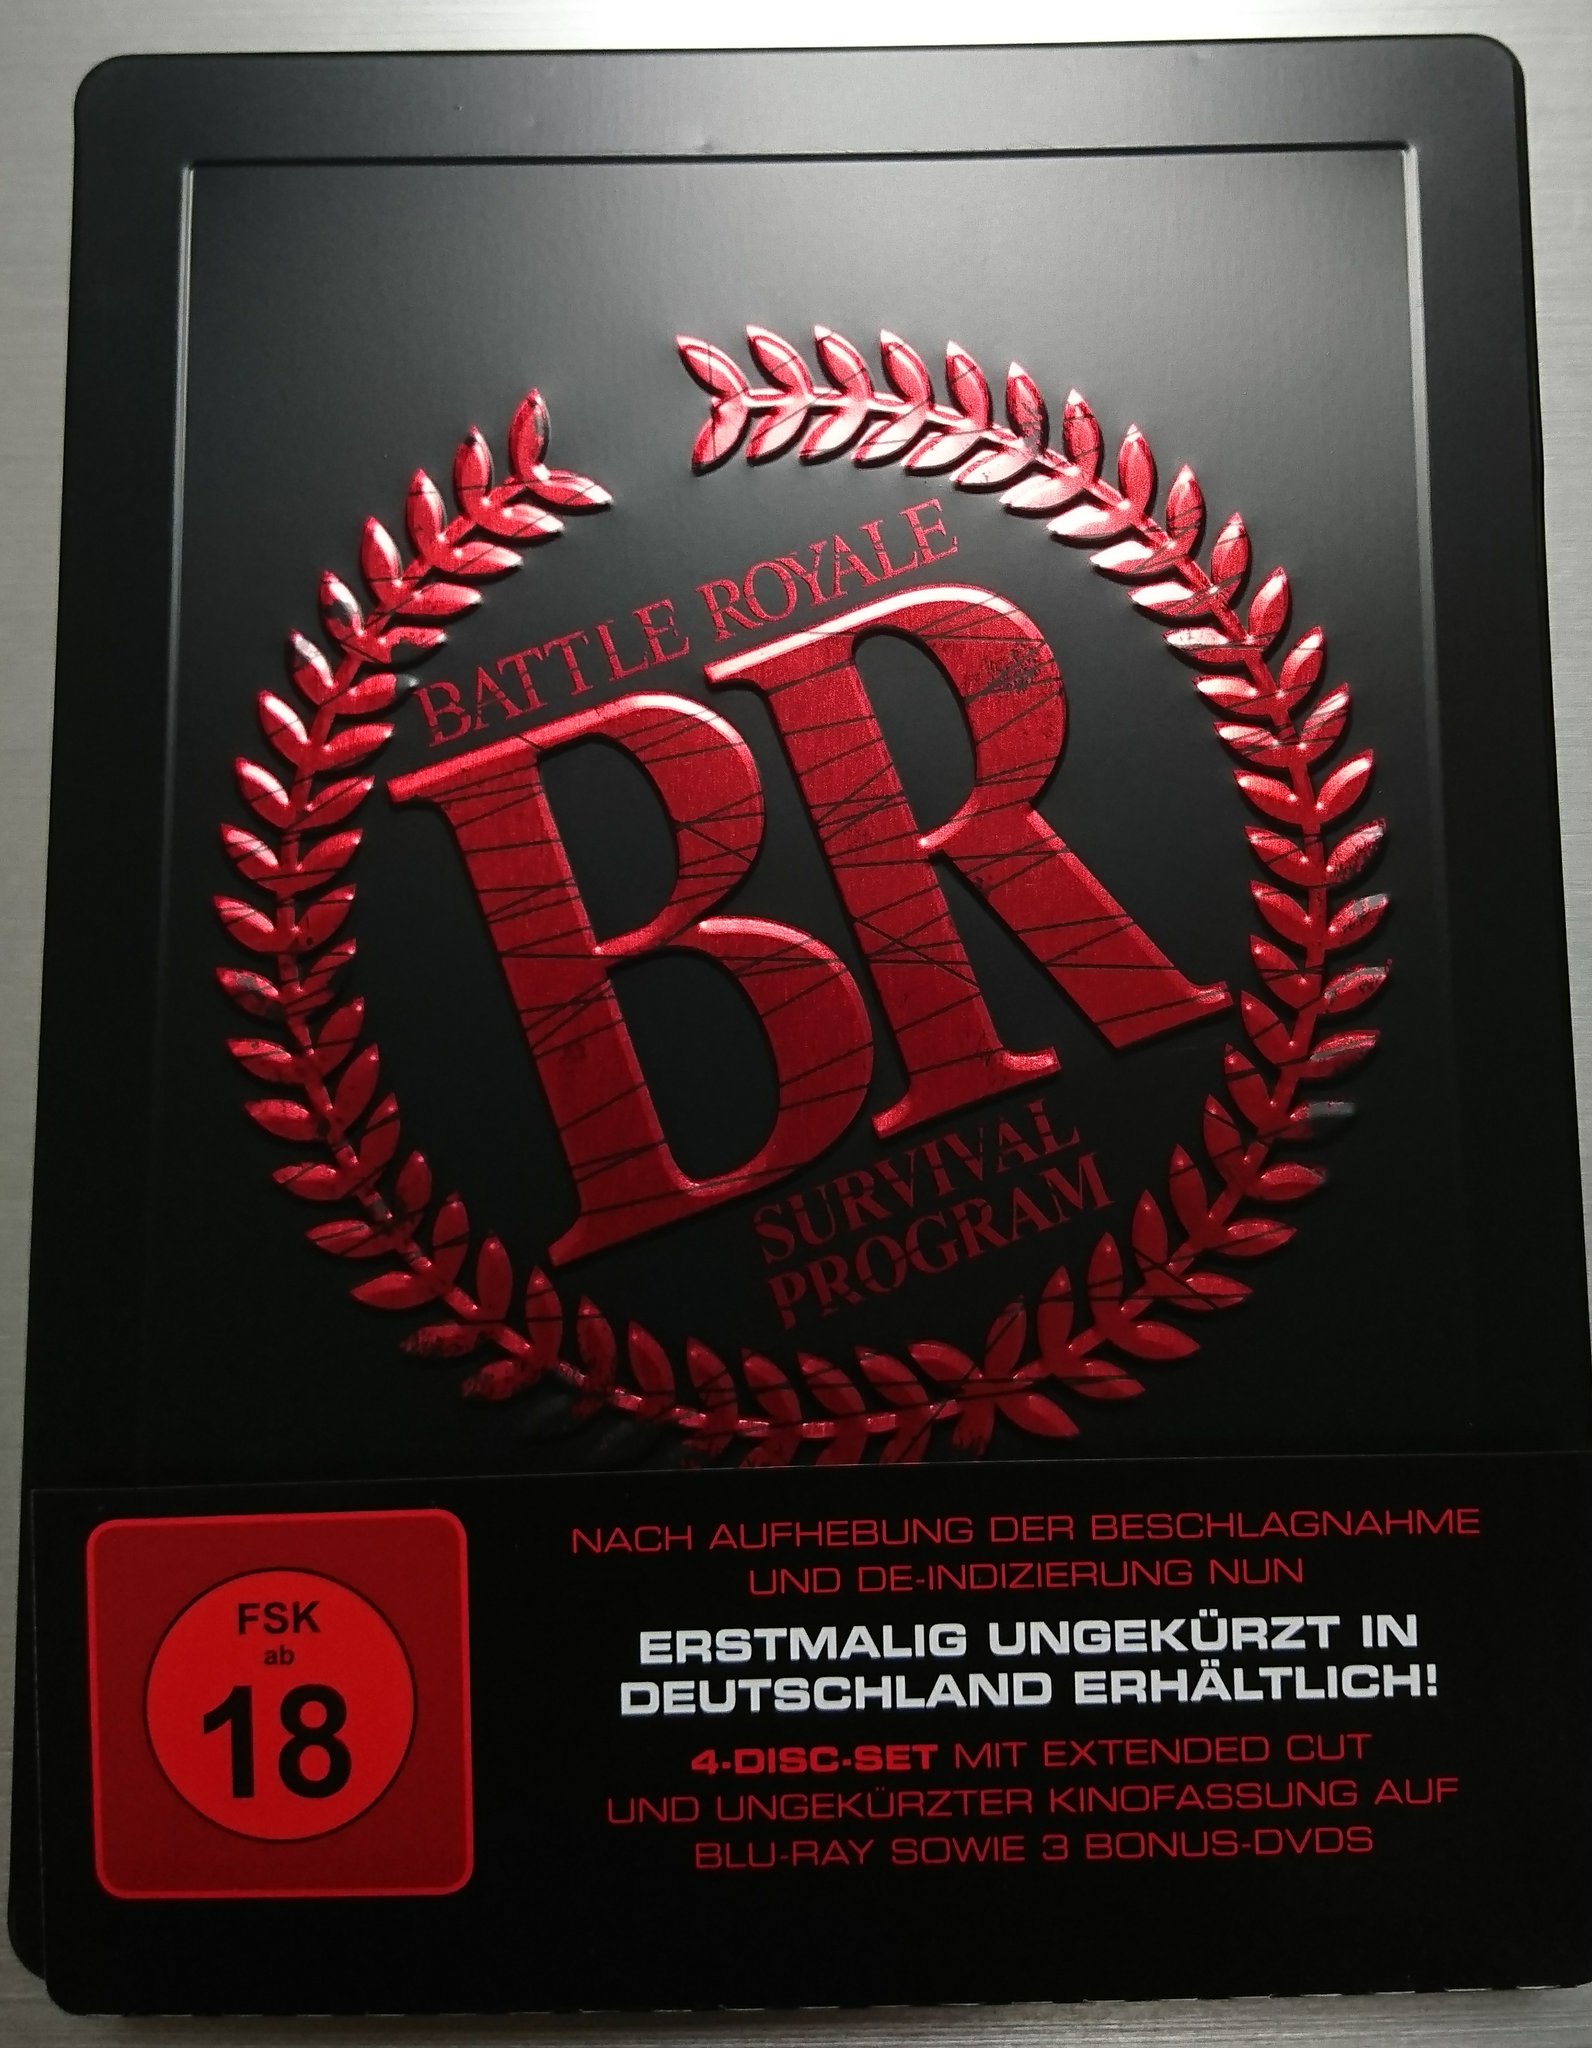 BATTLE ROYALE
BR
SURVIVAL
PROGRAM
FSK
ab
18
NACH AUFHEBUNG DER BESCHLAGNAHME
UND DE-INDIZIERUNG NUN
ERSTMALIG UNGEKÜRZT IN
DEUTSCHLAND ERHÄLTLICH!
4-DISC-SET MIT EXTENDED CUT
UND UNGEKÜRZTER KINOFASSUNG AUF
BLU-RAY SOWIE 3 BONUS-DVDS